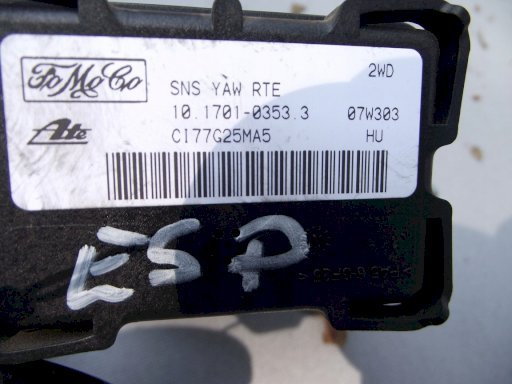 FoMoCo
SNS YAW RTE
2WD
10.1701-0353.3
07W303
Ate
CI77G25MA5
HU
ESP